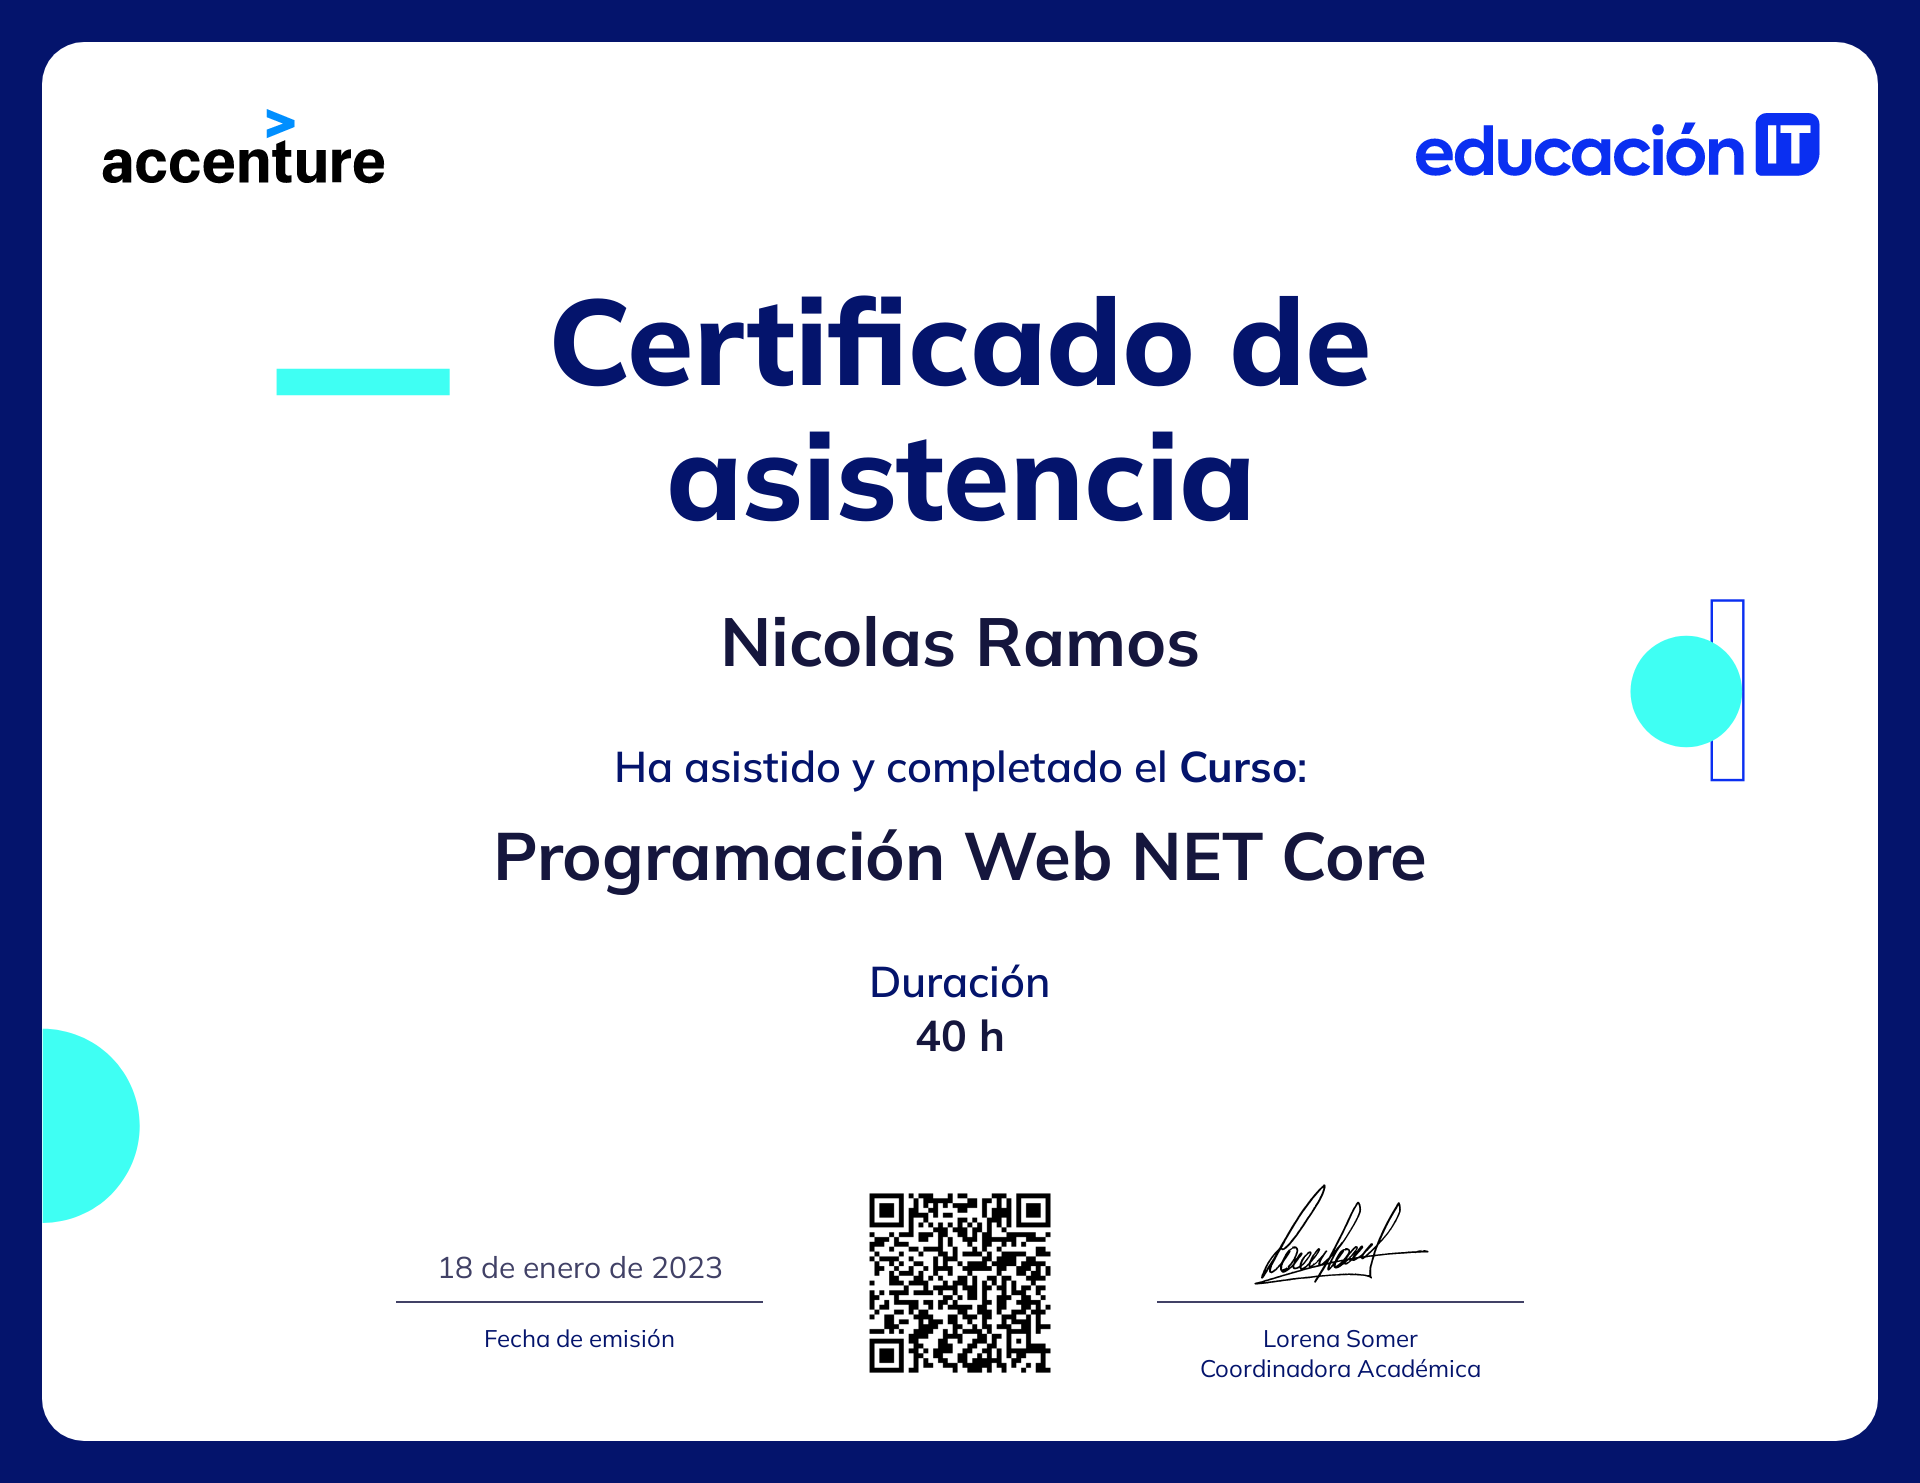 accenture
educación IT
Certificado de
asistencia
Nicolas Ramos
Ha asistido y completado el Curso:
Programación Web NET Core
Duración
40 h
18 de enero de 2023
Fecha de emisión
Lorena Somer
Coordinadora Académica